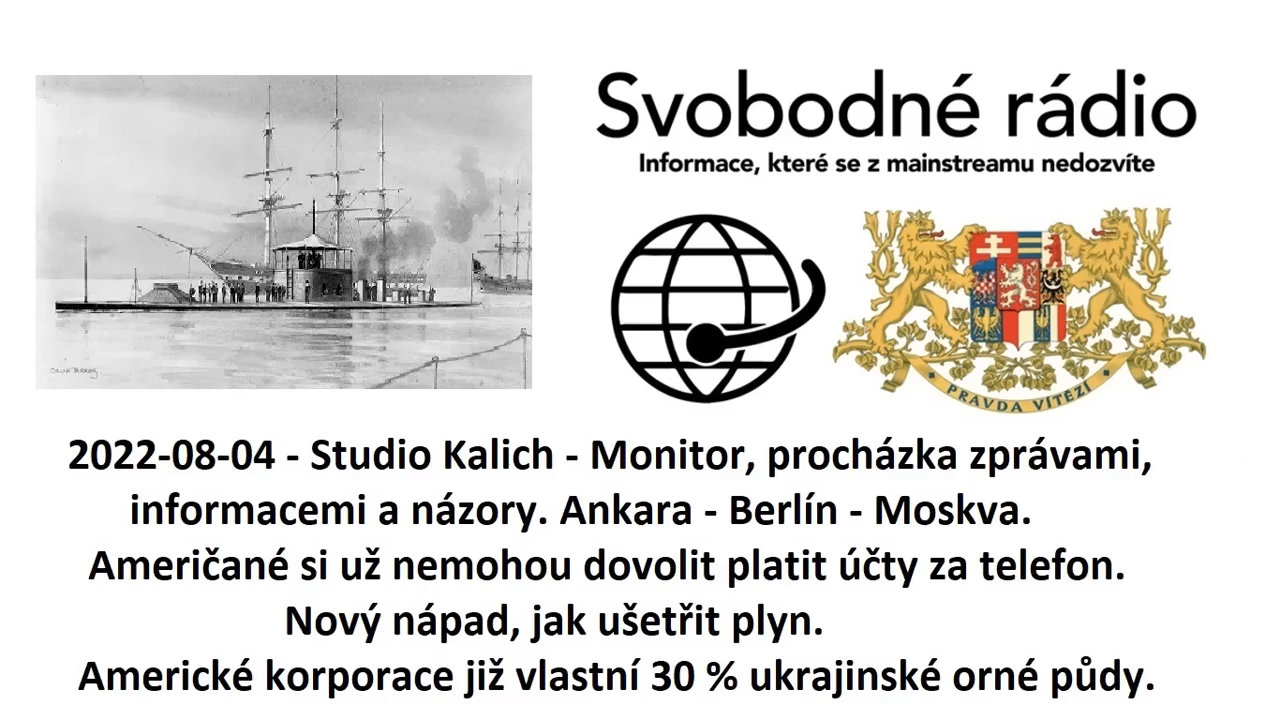 Svobodné rádio
Informace, které se z mainstreamu nedozvíte
PRAVDA VÍTĚZÍ
2022-08-04 - Studio Kalich - Monitor, procházka zprávami,
informacemi a názory. Ankara - Berlín - Moskva.
Američané si už nemohou dovolit platit účty za telefon.
Nový nápad, jak ušetřit plyn.
Americké korporace již vlastní 30 % ukrajinské orné půdy.